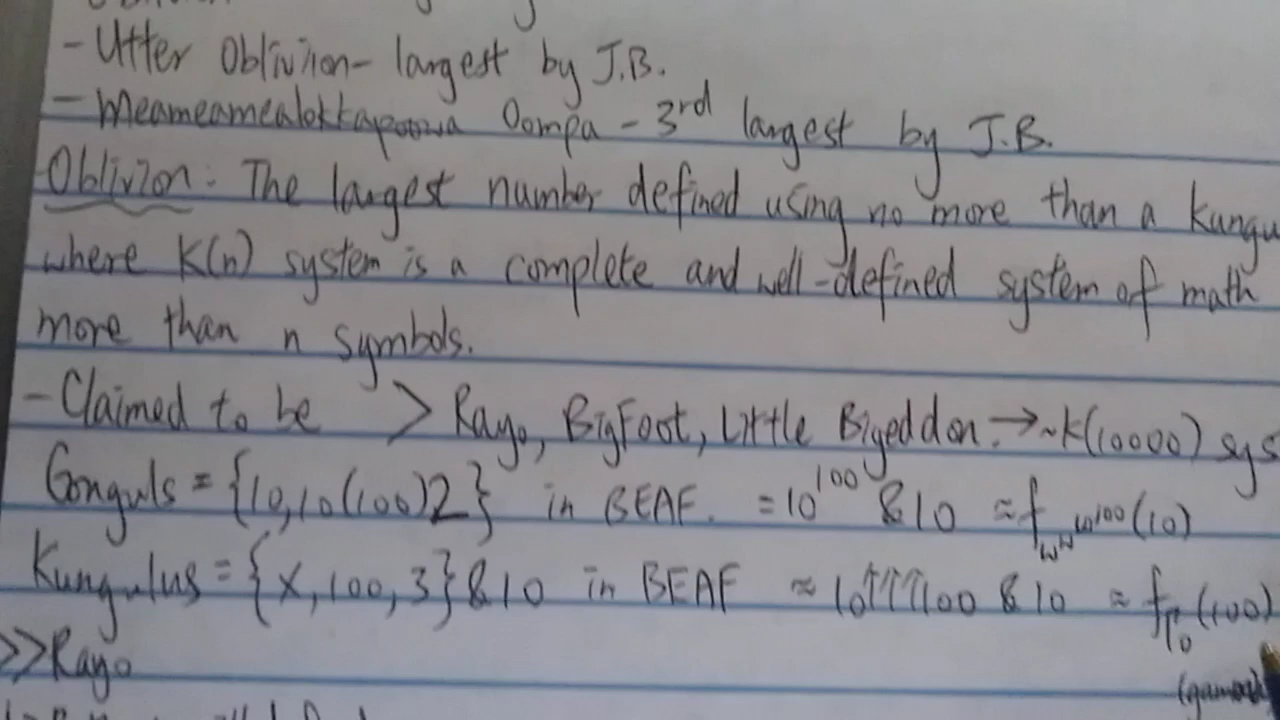 - Utter Oblivion - largest by J.B.
- Meameamealokkapoowa Oompa - 3rd largest by J.B.
Oblivion: The largest number defined using no more than a kungu
where K(n) system is a complete and well-defined system of math
more than n symbols.
- Claimed to be > Rayo, BigFoot, Little Bigeddon. → ~K(10000) sys
Gonguls = {10,10(100)2} in BEAF. = 10^100 & 10 ≈ f_ω^ω^ω^100(10)
Kungulus = {X,100,3}&10 in BEAF ≈ 10↑↑↑100 & 10 ≈ f_Γ0(100)
>>Rayo